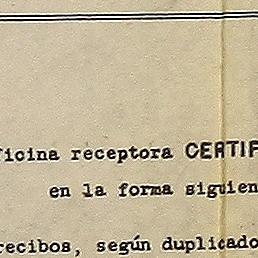 ficina receptora CERTIF
en la forma siguien
recibos, según duplicado